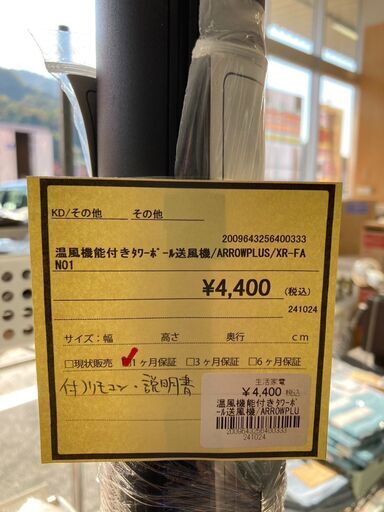 KD/その他 その他
2009643256400333
温風機能付きﾀﾜｰﾎﾟｰﾙ送風機/ARROWPLUS/XR-FA
N01
¥4,400 (税込)
241024
サイズ:幅 高さ 奥行 cm
□現状販売 ✓1ヶ月保証 □3ヶ月保証 □6ヶ月保証
付)リモコン・説明書
生活家電
¥4,400 税込
温風機能付きﾀﾜｰﾎﾟ
ｰﾙ送風機/ARROWPLU
2009643256400333
241024